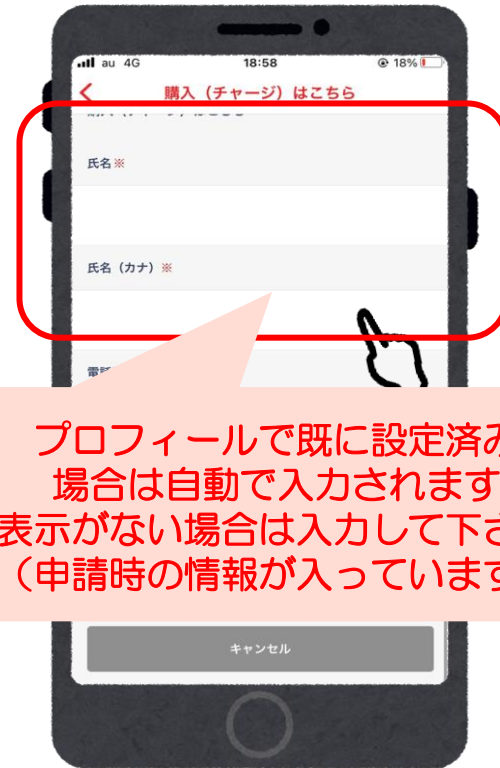 au 4G 18:58 18%
購入（チャージ）はこちら
氏名※
氏名（カナ）※
プロフィールで既に設定済み
場合は自動で入力されます
表示がない場合は入力して下さ
（申請時の情報が入っています
キャンセル